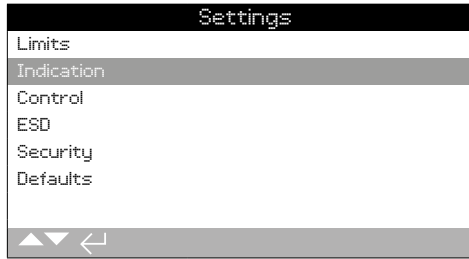 Settings
Limits
Indication
Control
ESD
Security
Defaults